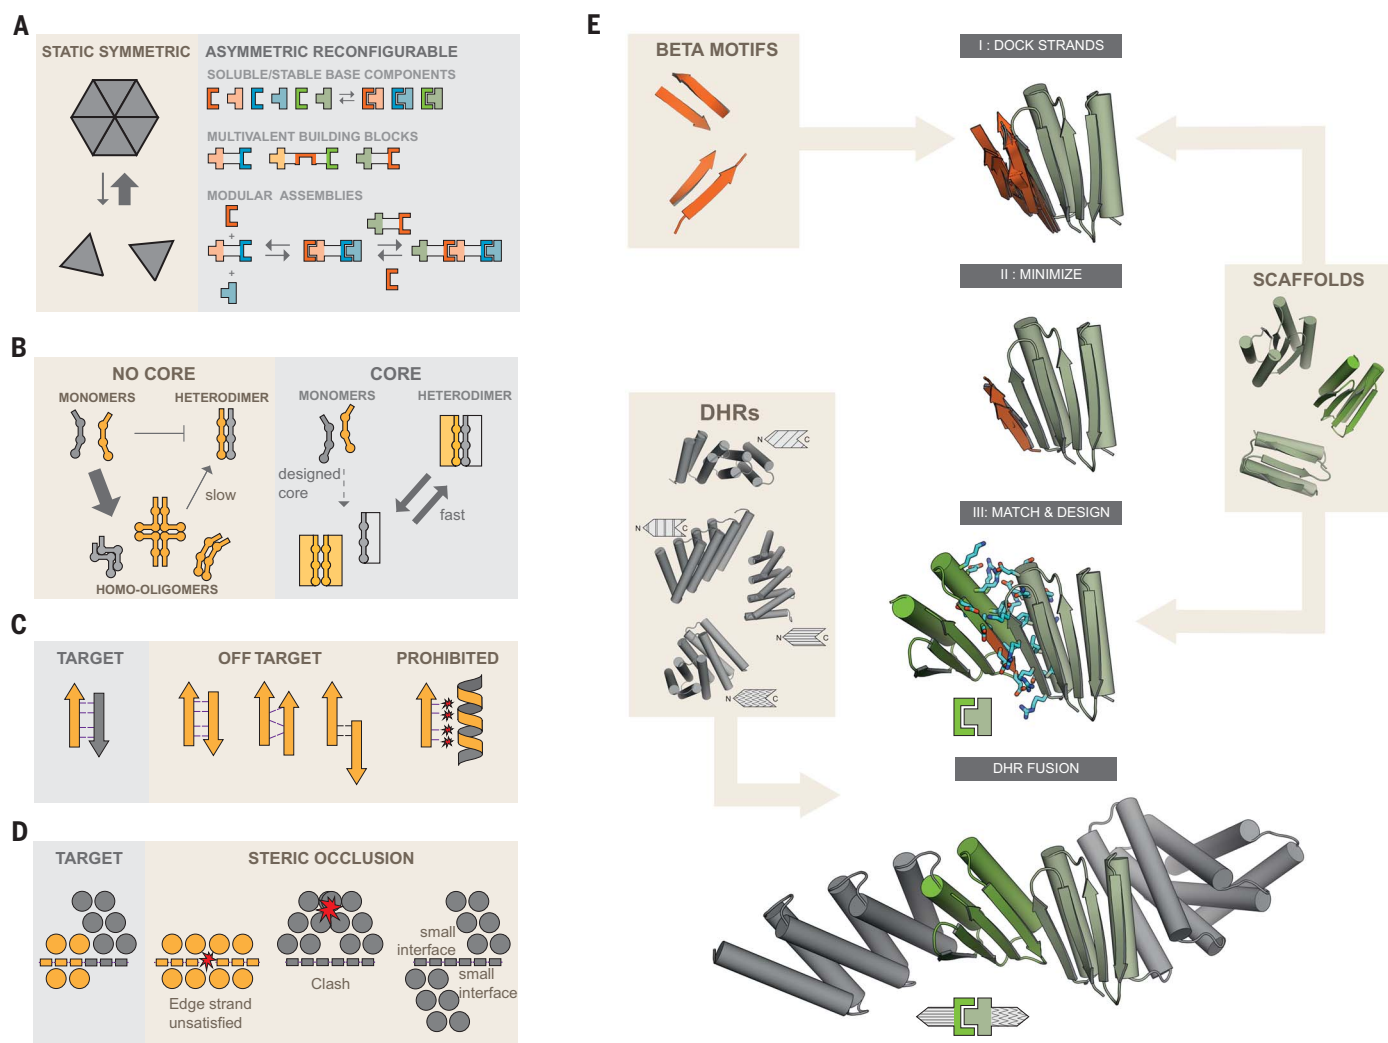 A
STATIC SYMMETRIC
ASYMMETRIC RECONFIGURABLE
SOLUBLE/STABLE BASE COMPONENTS
MULTIVALENT BUILDING BLOCKS
MODULAR ASSEMBLIES
+
+
B
NO CORE
MONOMERS
HETERODIMER
slow
HOMO-OLIGOMERS
CORE
MONOMERS
HETERODIMER
designed
core
fast
C
TARGET
OFF TARGET
PROHIBITED
D
TARGET
STERIC OCCLUSION
Edge strand
unsatisfied
Clash
small
interface
small
interface
E
BETA MOTIFS
I : DOCK STRANDS
II : MINIMIZE
SCAFFOLDS
DHRs
N C
N C
N C
N C
III: MATCH & DESIGN
DHR FUSION